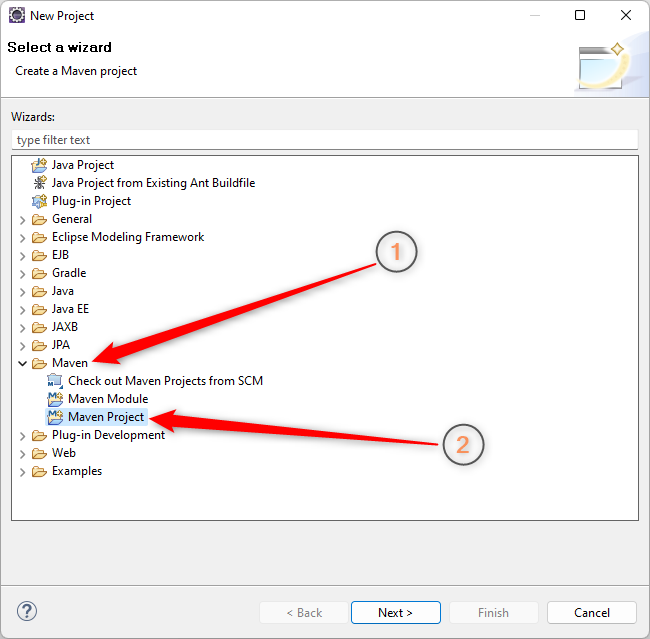 New Project
Select a wizard
Create a Maven project
Wizards:
type filter text
Java Project
Java Project from Existing Ant Buildfile
Plug-in Project
General
Eclipse Modeling Framework
1
EJB
Gradle
Java
Java EE
JAXB
JPA
Maven
Check out Maven Projects from SCM
Maven Module
Maven Project
Plug-in Development
2
Web
Examples
? < Back Next > Finish Cancel